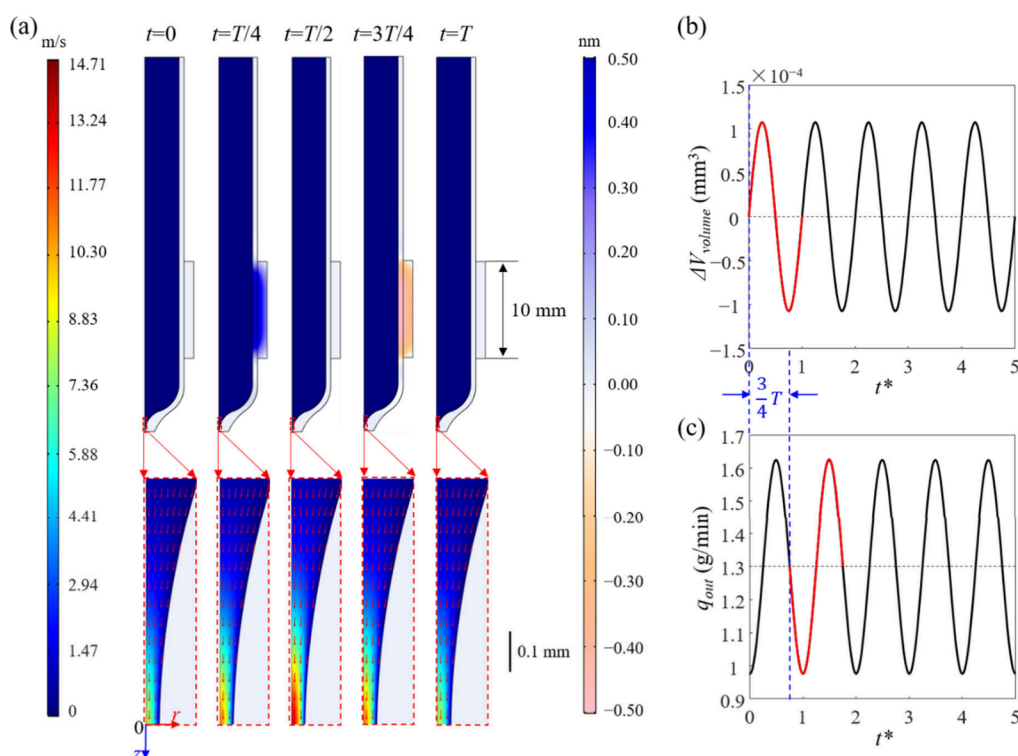 (a)
m/s
14.71
13.24
11.77
10.30
8.83
7.36
5.88
4.41
2.94
1.47
0
t=0
t=T/4
t=T/2
t=3T/4
t=T
10 mm
0.1 mm
0
r
z
nm
0.50
0.40
0.30
0.20
0.10
0.00
−0.10
−0.20
−0.30
−0.40
−0.50
(b)
×10⁻⁴
1.5
1
0.5
0
−0.5
−1
−1.5
ΔV_volume (mm³)
0 1 2 3 4 5
t*
3/4 T
(c)
1.7
1.6
1.5
1.4
1.3
1.2
1.1
1
0.9
q_out (g/min)
0 1 2 3 4 5
t*